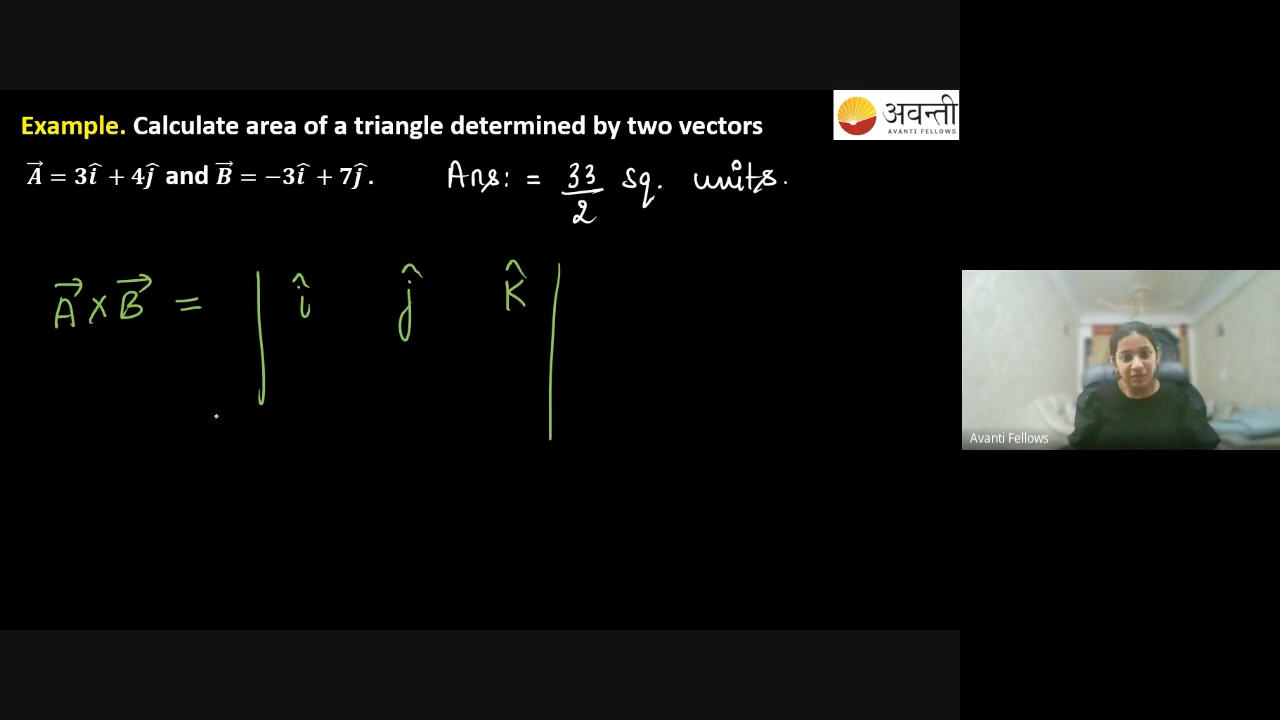 Example. Calculate area of a triangle determined by two vectors
अवन्ती
AVANTI FELLOWS
A⃗ = 3î + 4ĵ and B⃗ = −3î + 7ĵ.
Ans: = 33/2 sq. units.
A⃗ × B⃗ = | î ĵ K̂ |
Avanti Fellows